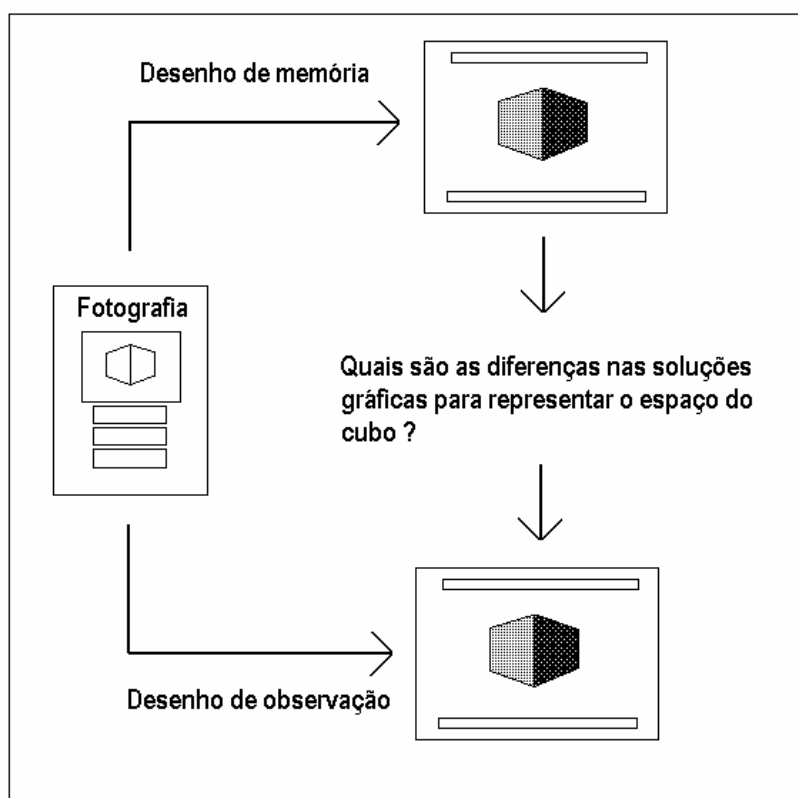 Desenho de memória
Fotografia
Quais são as diferenças nas soluções
gráficas para representar o espaço do
cubo ?
Desenho de observação